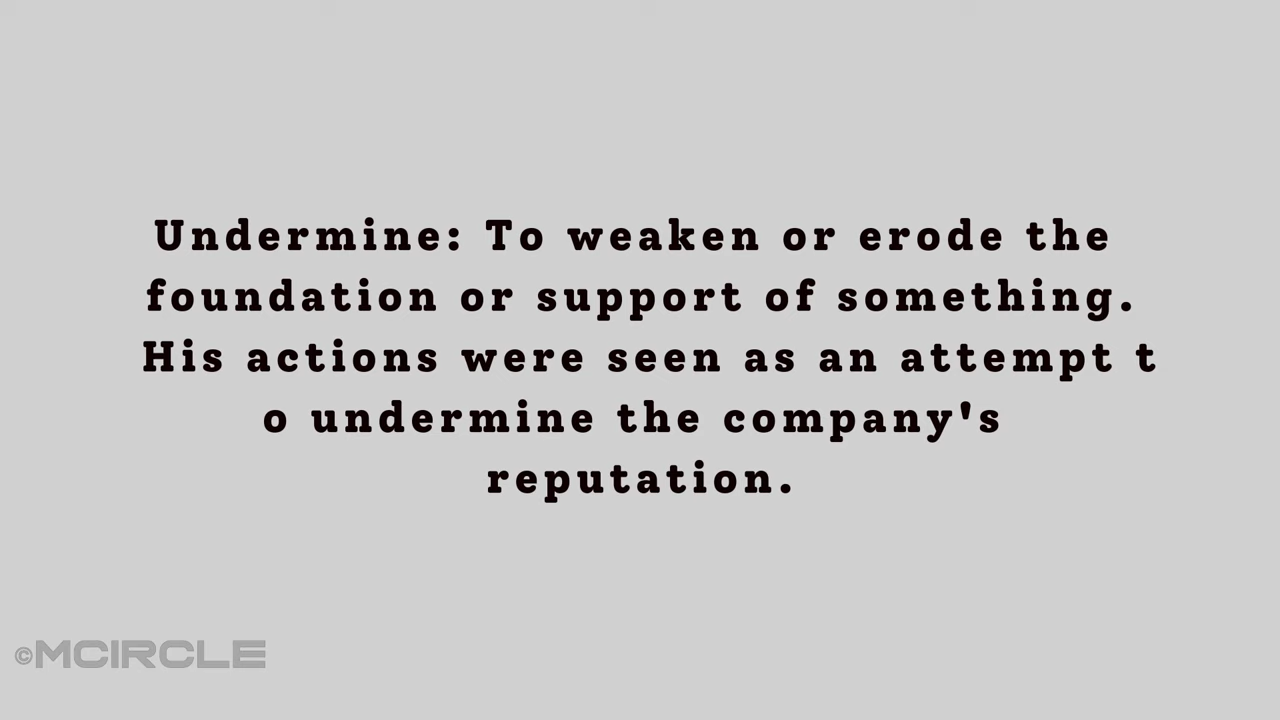 Undermine: To weaken or erode the
foundation or support of something.
His actions were seen as an attempt t
o undermine the company's
reputation.
©MCIRCLE